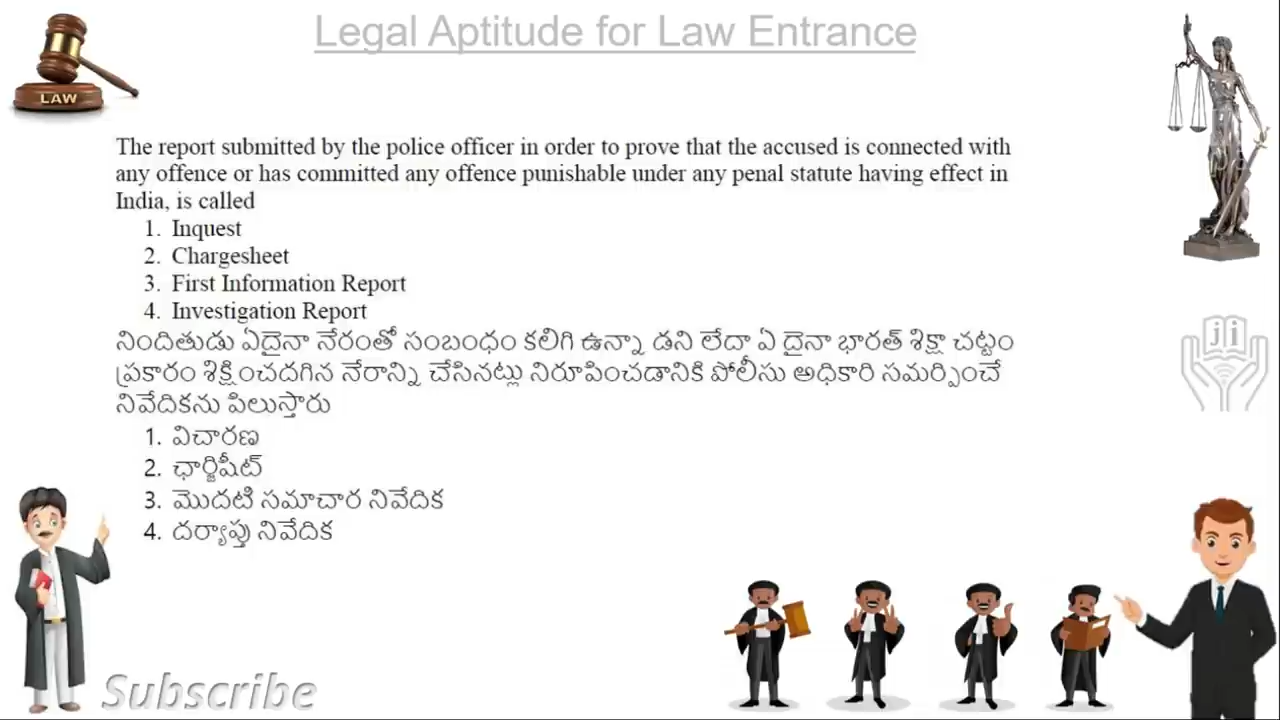 Legal Aptitude for Law Entrance
LAW
The report submitted by the police officer in order to prove that the accused is connected with
any offence or has committed any offence punishable under any penal statute having effect in
India, is called
1. Inquest
2. Chargesheet
3. First Information Report
4. Investigation Report
నిందితుడు ఏదైనా నేరంతో సంబంధం కలిగి ఉన్నా డని లేదా ఏ దైనా భారత్ శిక్షా చట్టం
ప్రకారం శిక్షించదగిన నేరాన్ని చేసినట్లు నిరూపించడానికి పోలీసు అధికారి సమర్పించే
నివేదికను పిలుస్తారు
1. విచారణ
2. ఛార్జిషీట్
3. మొదటి సమాచార నివేదిక
4. దర్యాప్తు నివేదిక
ji
Subscribe